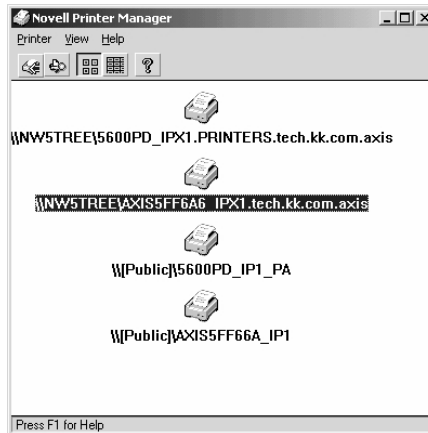 Novell Printer Manager
Printer View Help
\\NW5TREE\5600PD_IPX1.PRINTERS.tech.kk.com.axis
\\NW5TREE\AXIS5FF6A6_IPX1.tech.kk.com.axis
\\[Public]\5600PD_IP1_PA
\\[Public]\AXIS5FF66A_IP1
Press F1 for Help